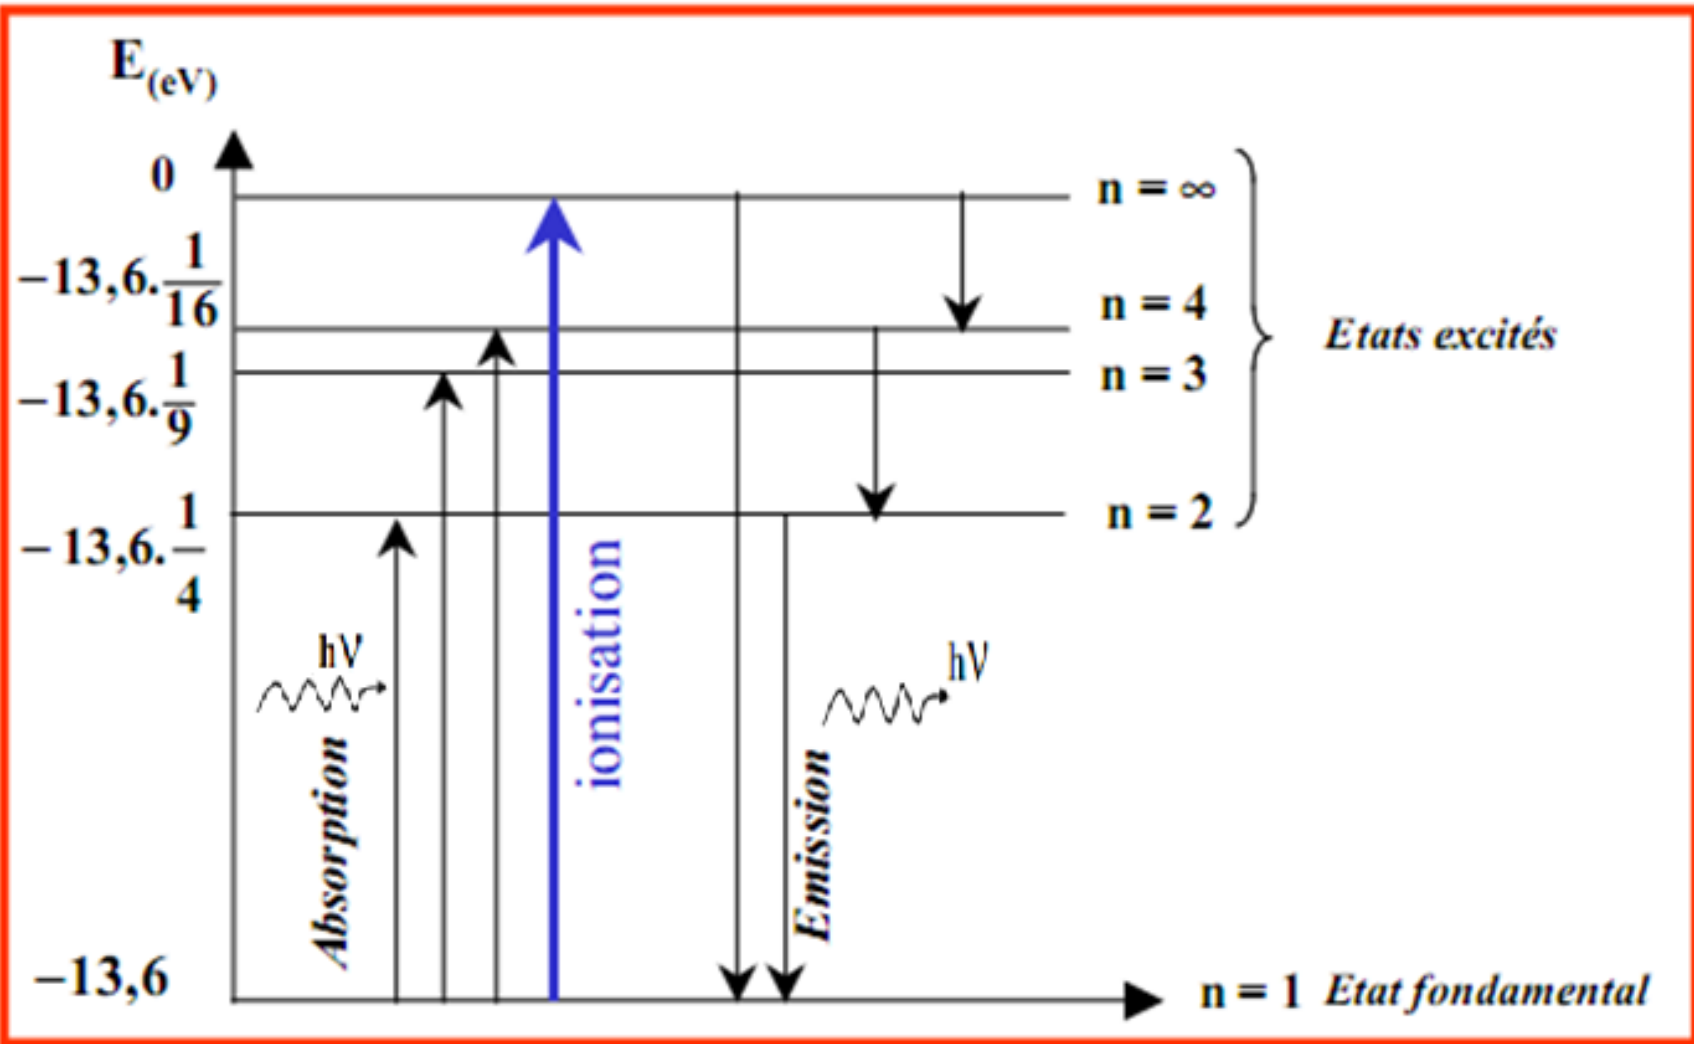 E(eV)
0
n = ∞
−13,6. 1/16
n = 4
Etats excités
−13,6. 1/9
n = 3
n = 2
− 13,6. 1/4
ionisation
hν
hν
Absorption
Emission
−13,6
n = 1 Etat fondamental